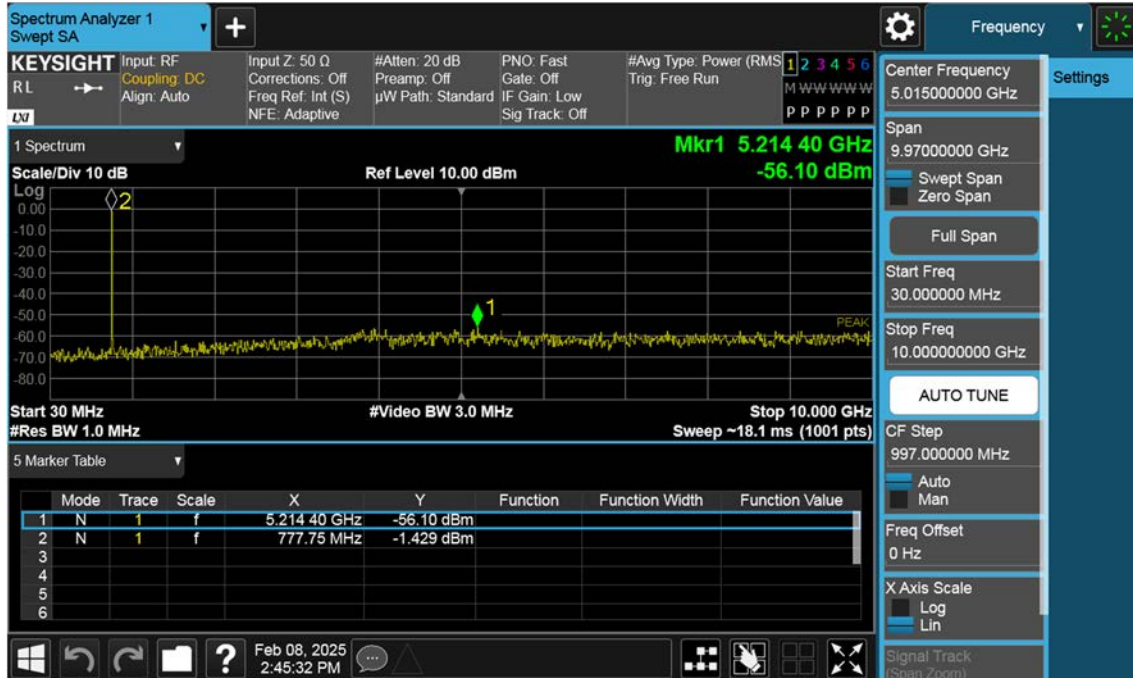 Spectrum Analyzer 1
Swept SA
+
Frequency
KEYSIGHT
R L
LXI
Input: RF
Coupling: DC
Align: Auto
Input Z: 50 Ω
Corrections: Off
Freq Ref: Int (S)
NFE: Adaptive
#Atten: 20 dB
Preamp: Off
µW Path: Standard
PNO: Fast
Gate: Off
IF Gain: Low
Sig Track: Off
#Avg Type: Power (RMS
Trig: Free Run
1 2 3 4 5 6
M W W W W W
P P P P P P
1 Spectrum
Mkr1 5.214 40 GHz
Scale/Div 10 dB Ref Level 10.00 dBm -56.10 dBm
Log
0.00
-10.0
-20.0
-30.0
-40.0
-50.0
-60.0
-70.0
-80.0
2
1
PEAK
Start 30 MHz #Video BW 3.0 MHz Stop 10.000 GHz
#Res BW 1.0 MHz Sweep ~18.1 ms (1001 pts)
5 Marker Table
Mode Trace Scale X Y Function Function Width Function Value
1 N 1 f 5.214 40 GHz -56.10 dBm
2 N 1 f 777.75 MHz -1.429 dBm
3
4
5
6
?
Feb 08, 2025
2:45:32 PM
Center Frequency
5.015000000 GHz
Settings
Span
9.97000000 GHz
Swept Span
Zero Span
Full Span
Start Freq
30.000000 MHz
Stop Freq
10.000000000 GHz
AUTO TUNE
CF Step
997.000000 MHz
Auto
Man
Freq Offset
0 Hz
X Axis Scale
Log
Lin
Signal Track
(Span Zoom)